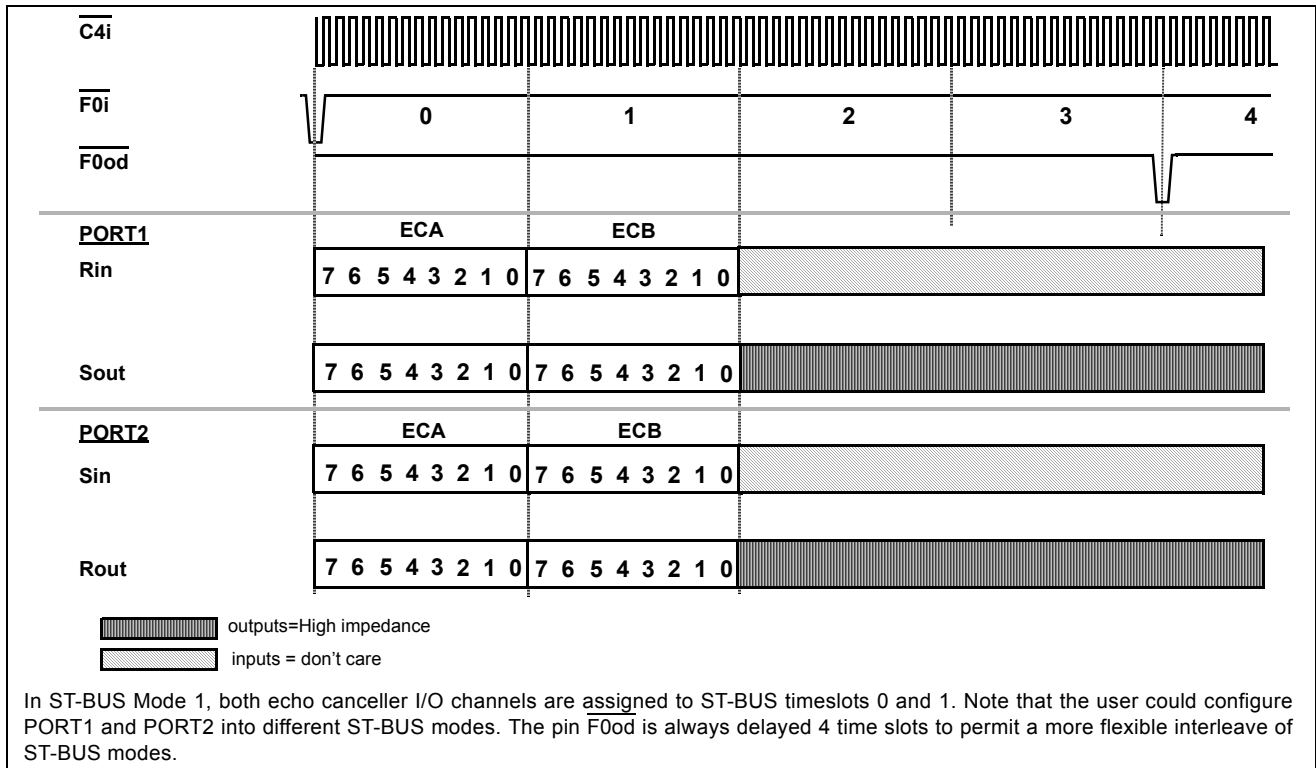 C4i
F0i
0 1 2 3 4
F0od
PORT1
ECA ECB
Rin
7 6 5 4 3 2 1 0 7 6 5 4 3 2 1 0
Sout
7 6 5 4 3 2 1 0 7 6 5 4 3 2 1 0
PORT2
ECA ECB
Sin
7 6 5 4 3 2 1 0 7 6 5 4 3 2 1 0
Rout
7 6 5 4 3 2 1 0 7 6 5 4 3 2 1 0
outputs=High impedance
inputs = don't care
In ST-BUS Mode 1, both echo canceller I/O channels are assigned to ST-BUS timeslots 0 and 1. Note that the user could configure
PORT1 and PORT2 into different ST-BUS modes. The pin F0od is always delayed 4 time slots to permit a more flexible interleave of
ST-BUS modes.